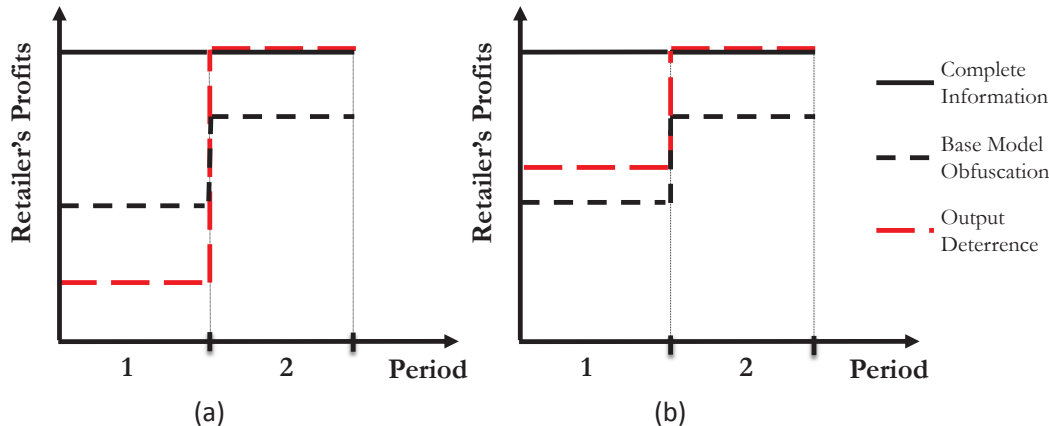 Retailer's Profits
1
2
Period
(a)
Retailer's Profits
1
2
Period
(b)
Complete
Information
Base Model
Obfuscation
Output
Deterrence